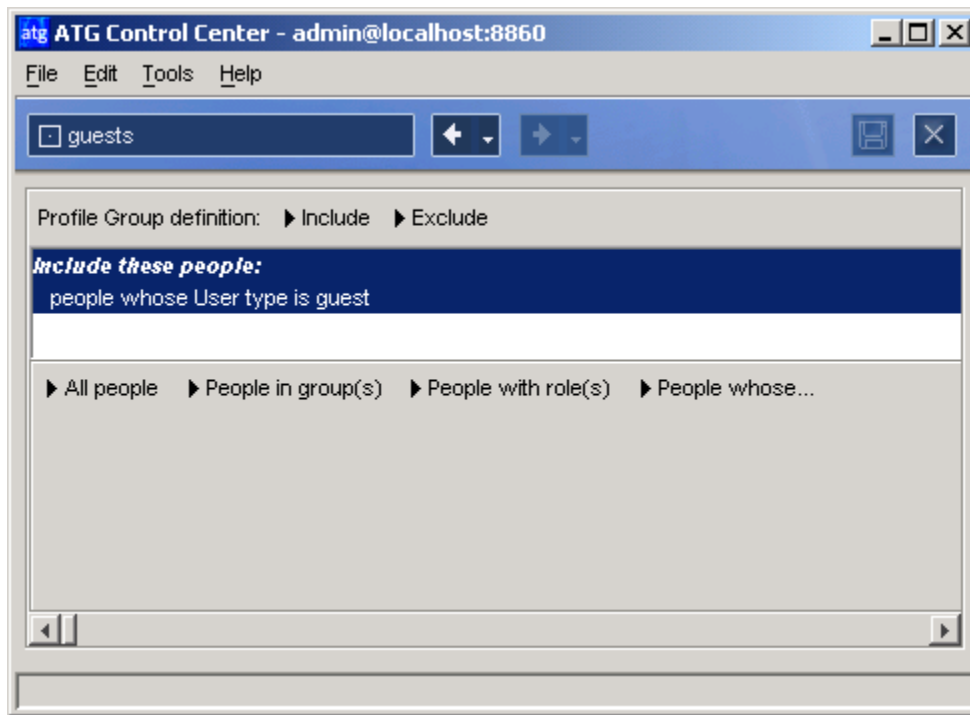 atg ATG Control Center - admin@localhost:8860
File Edit Tools Help
guests
Profile Group definition: Include Exclude
Include these people:
people whose User type is guest
All people People in group(s) People with role(s) People whose...